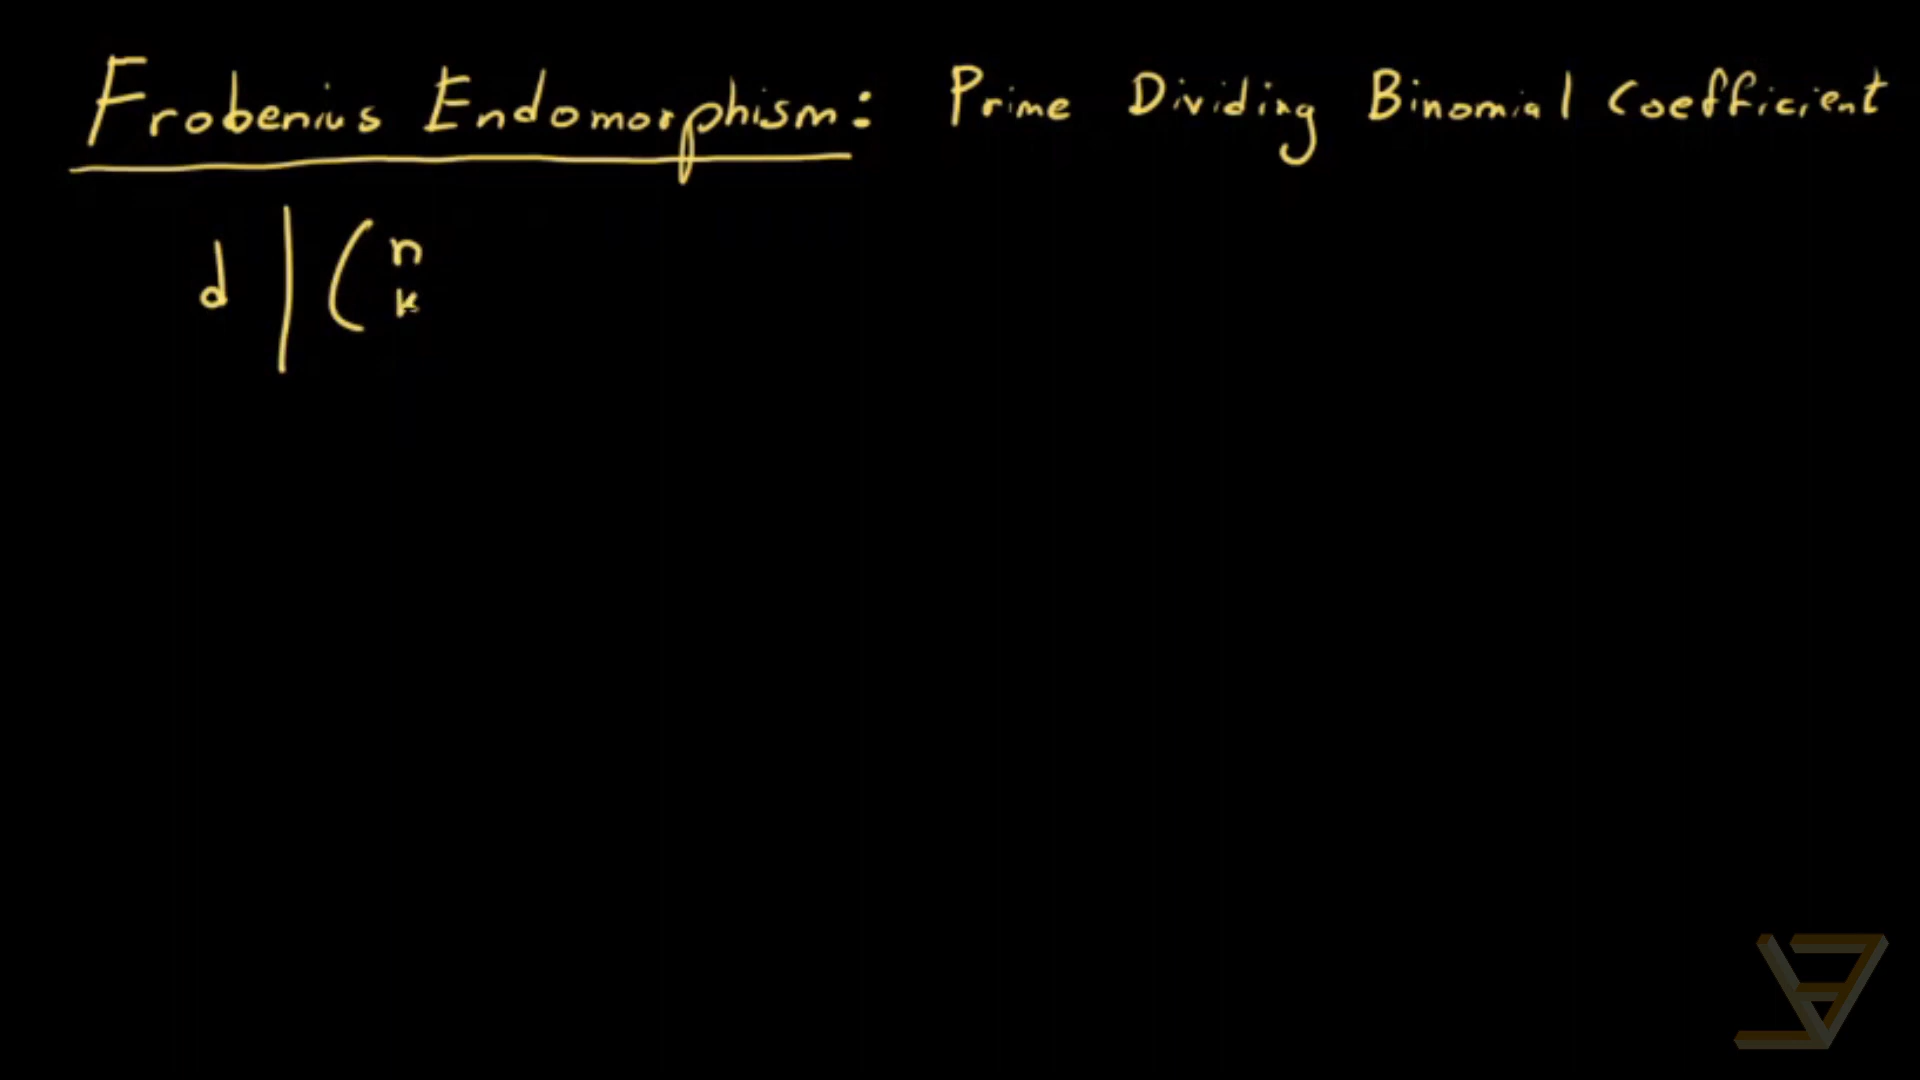 Frobenius Endomorphism: Prime Dividing Binomial Coefficient
d | ( n
k